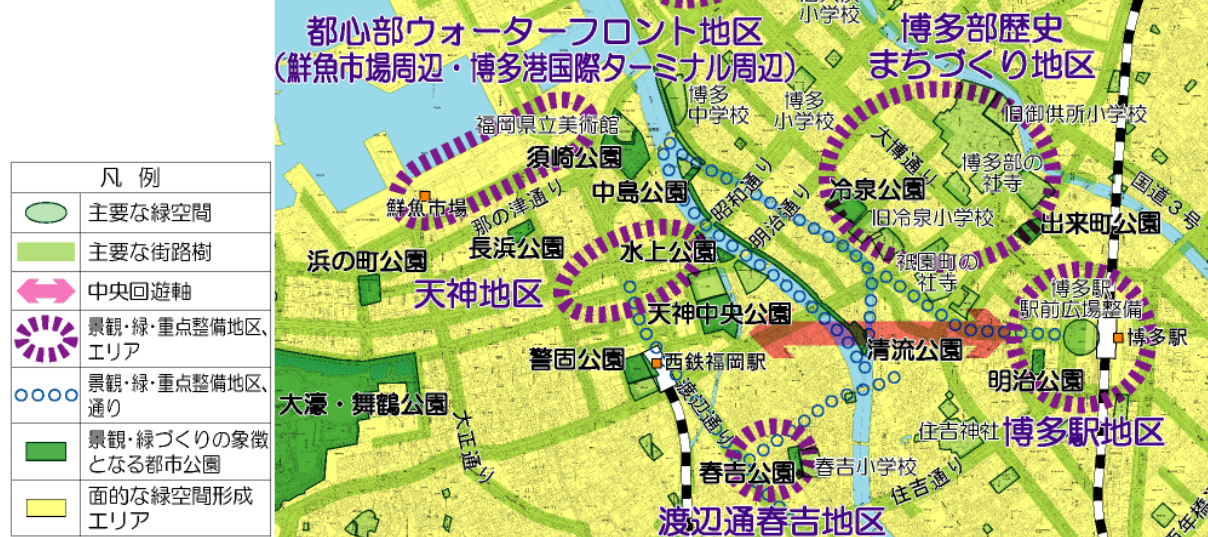 凡例
主要な緑空間
主要な街路樹
中央回遊軸
景観・緑・重点整備地区、
エリア
景観・緑・重点整備地区、
通り
景観・緑づくりの象徴
となる都市公園
面的な緑空間形成
エリア
都心部ウォーターフロント地区
(鮮魚市場周辺・博多港国際ターミナル周辺)
小学校
博多部歴史
まちづくり地区
博多
中学校
博多
小学校
旧御供所小学校
福岡県立美術館
須崎公園
中島公園
鮮魚市場
那の津通り
昭和通り
明治通り
大博通り
博多部の
社寺
冷泉公園
旧冷泉小学校
国道3号
出来町公園
長浜公園
浜の町公園
水上公園
天神地区
祇園町の
社寺
博多駅
駅前広場整備
天神中央公園
博多駅
清流公園
警固公園
西鉄福岡駅
明治公園
大濠・舞鶴公園
大正通り
渡辺通り
住吉神社
博多駅地区
春吉公園
春吉小学校
住吉通り
渡辺通春吉地区